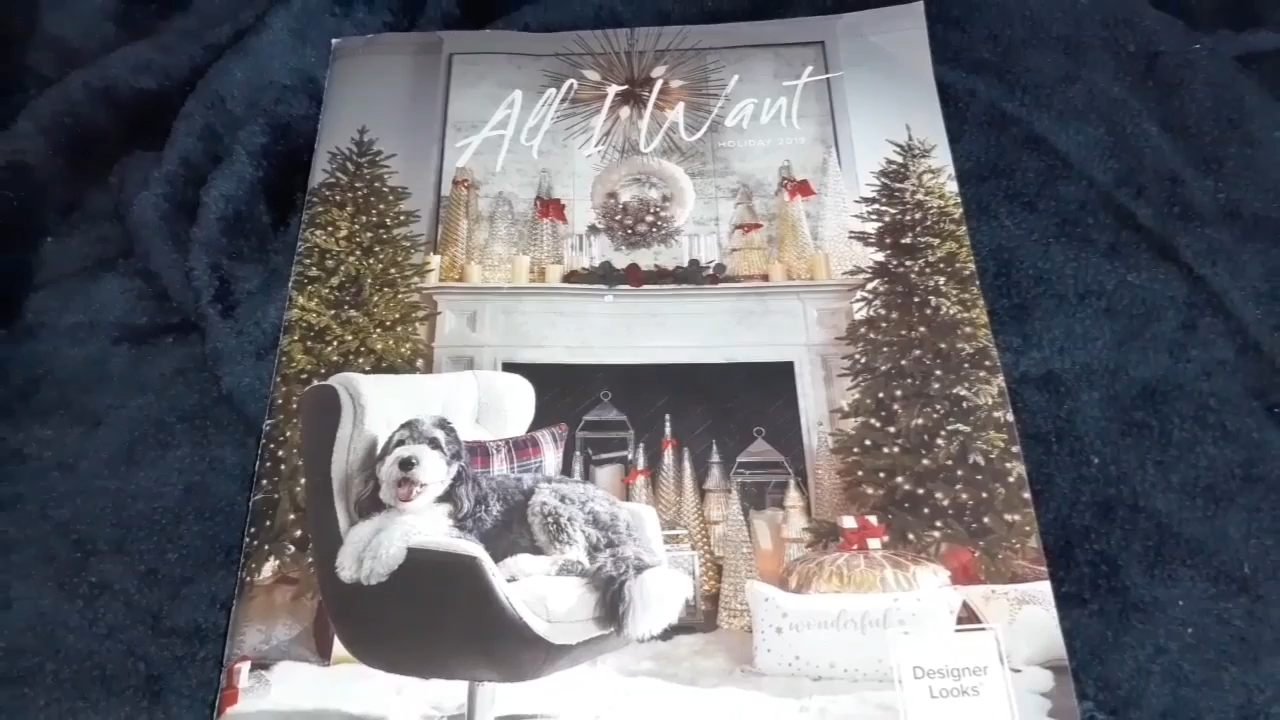 All I Want
HOLIDAY 2019
wonderful
Designer
Looks